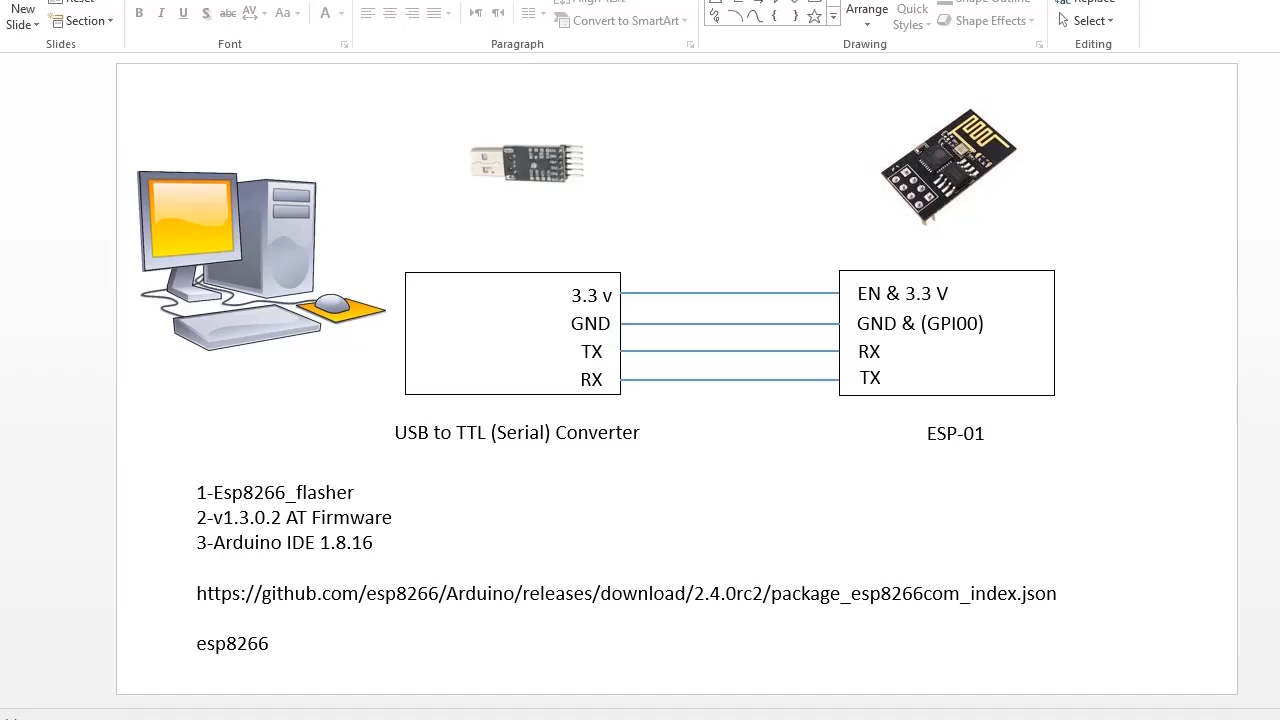 New
Slide
Section
Slides
B I U S abc AV Aa A
Font
Convert to SmartArt
Paragraph
Arrange
Quick
Styles
Shape Outline
Shape Effects
Drawing
Replace
Select
Editing
3.3 v
GND
TX
RX
EN & 3.3 V
GND & (GPI00)
RX
TX
USB to TTL (Serial) Converter
ESP-01
1-Esp8266_flasher
2-v1.3.0.2 AT Firmware
3-Arduino IDE 1.8.16
https://github.com/esp8266/Arduino/releases/download/2.4.0rc2/package_esp8266com_index.json
esp8266